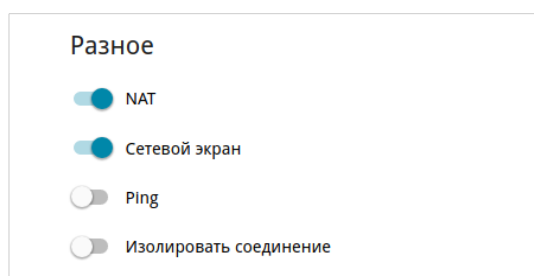 Разное
NAT
Сетевой экран
Ping
Изолировать соединение